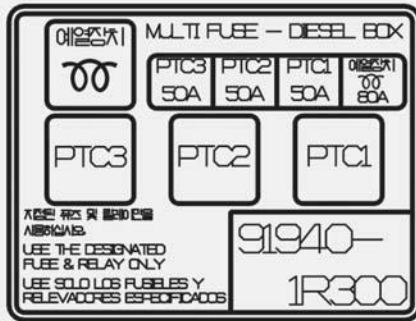 예열장치 MULTI FUSE - DIESEL BOX
PTC3 PTC2 PTC1 예열장치
50A 50A 50A 80A
PTC3 PTC2 PTC1
지정된 퓨즈 및 릴레이만을
사용하십시오
USE THE DESIGNATED
FUSE & RELAY ONLY
USE SOLO LOS FUSIBLES Y
RELEVADORES ESPECIFICADOS
91940-
1R300